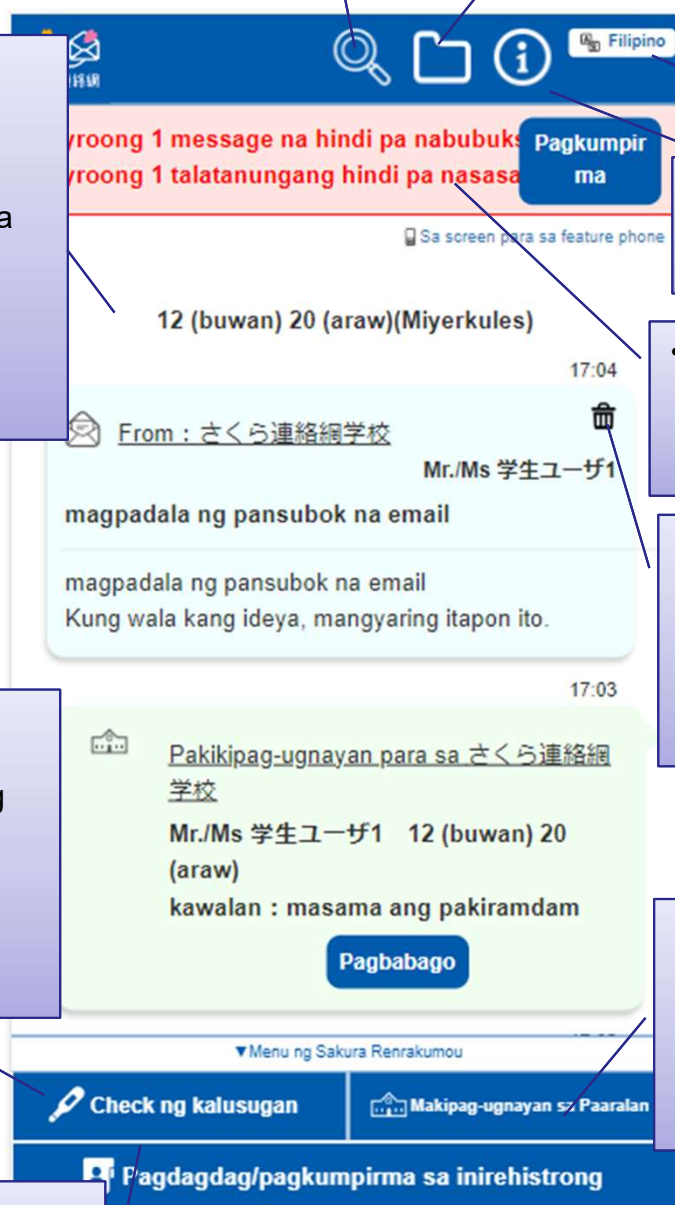 Filipino
絡網
yroong 1 message na hindi pa nabubuks
yroong 1 talatanungang hindi pa nasasa
Pagkumpir
ma
Sa screen para sa feature phone
a
12 (buwan) 20 (araw)(Miyerkules)
17:04
From：さくら連絡網学校
Mr./Ms 学生ユーザ1
magpadala ng pansubok na email
magpadala ng pansubok na email
Kung wala kang ideya, mangyaring itapon ito.
17:03
Pakikipag-ugnayan para sa さくら連絡網
学校
Mr./Ms 学生ユーザ1 12 (buwan) 20
(araw)
kawalan : masama ang pakiramdam
Pagbabago
▼Menu ng Sakura Renrakumou
Check ng kalusugan
Makipag-ugnayan sa Paaralan
Pagdagdag/pagkumpirma sa inirehistrong